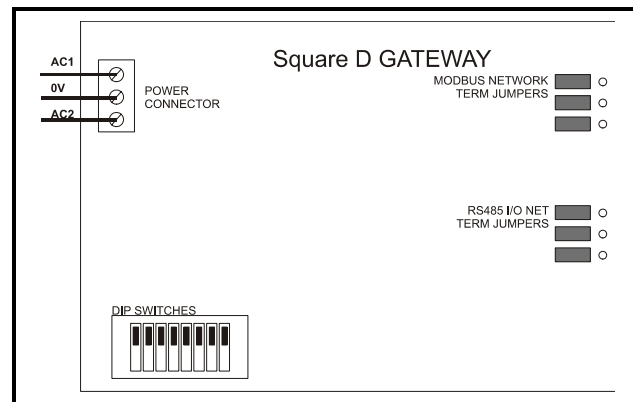 Square D GATEWAY
AC1
0V
AC2
POWER
CONNECTOR
MODBUS NETWORK
TERM JUMPERS
RS485 I/O NET
TERM JUMPERS
DIP SWITCHES